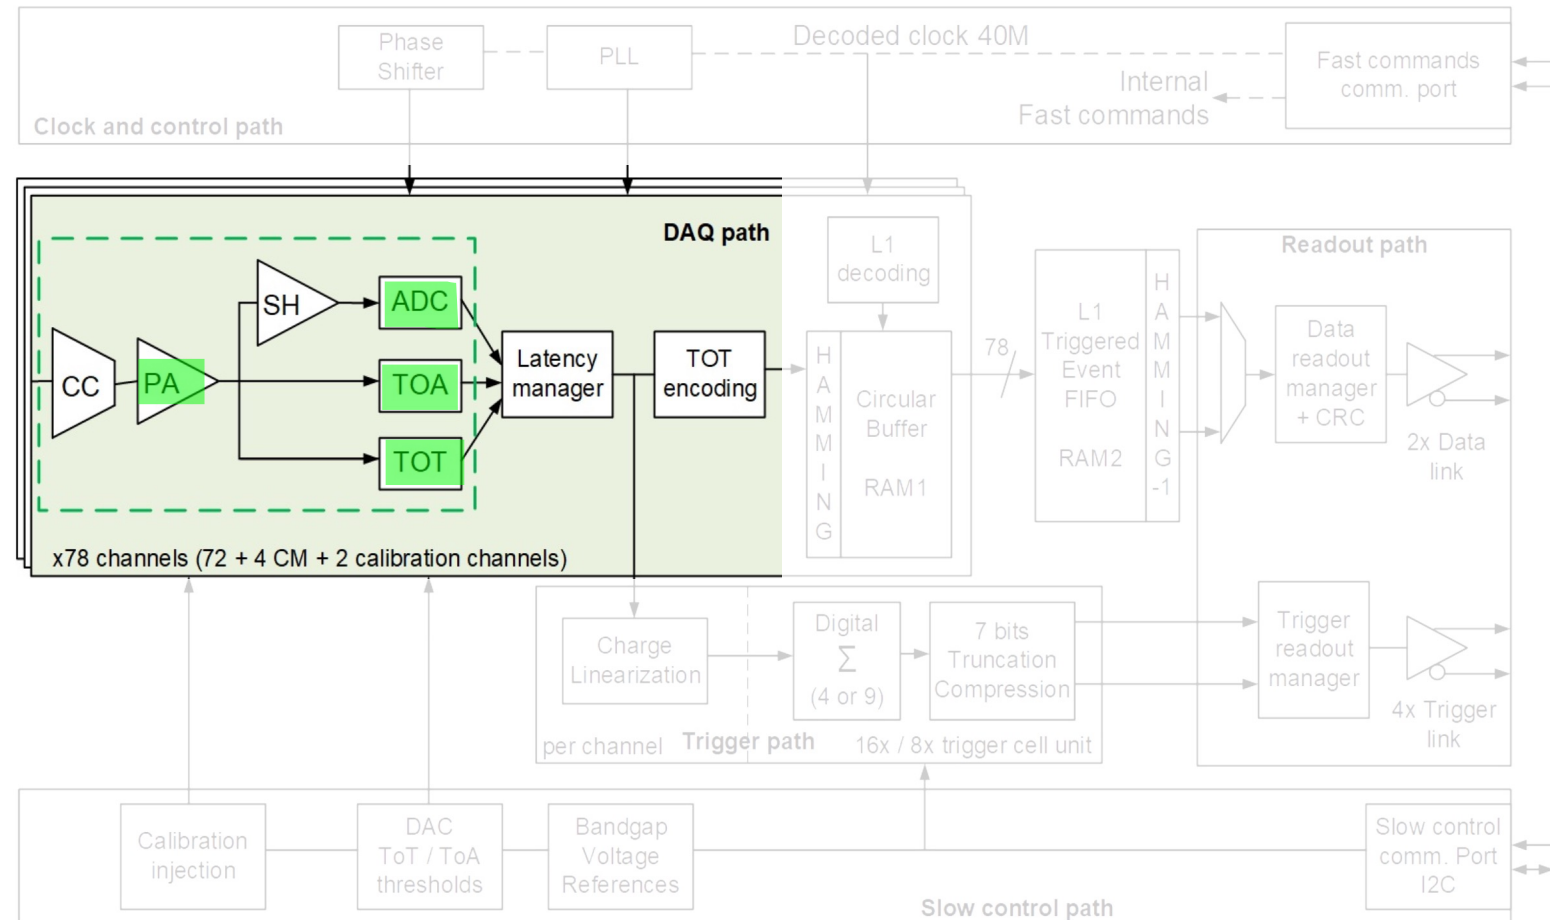 Phase
Shifter
PLL
Decoded clock 40M
Internal
Fast commands
Fast commands
comm. port
Clock and control path
DAQ path
SH
ADC
CC
PA
TOA
TOT
Latency
manager
TOT
encoding
x78 channels (72 + 4 CM + 2 calibration channels)
L1
decoding
HAMMING
Circular
Buffer
RAM1
78
L1
Triggered
Event
FIFO
RAM2
HAMMING
-1
Readout path
Data
readout
manager
+ CRC
2x Data
link
Charge
Linearization
per channel
Trigger path
Digital
Σ
(4 or 9)
7 bits
Truncation
Compression
16x / 8x trigger cell unit
Trigger
readout
manager
4x Trigger
link
Calibration
injection
DAC
ToT / ToA
thresholds
Bandgap
Voltage
References
Slow control
comm. Port
I2C
Slow control path